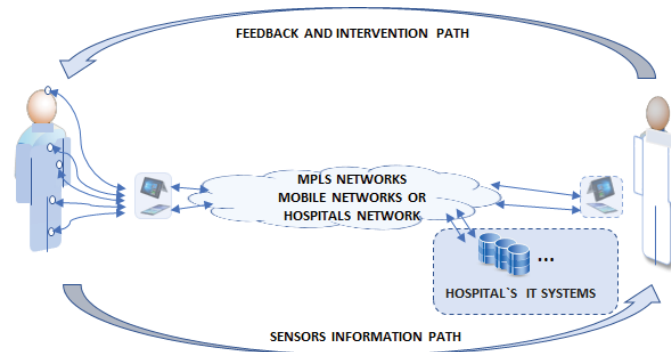 FEEDBACK AND INTERVENTION PATH
MPLS NETWORKS
MOBILE NETWORKS OR
HOSPITALS NETWORK
...
HOSPITAL`S IT SYSTEMS
SENSORS INFORMATION PATH